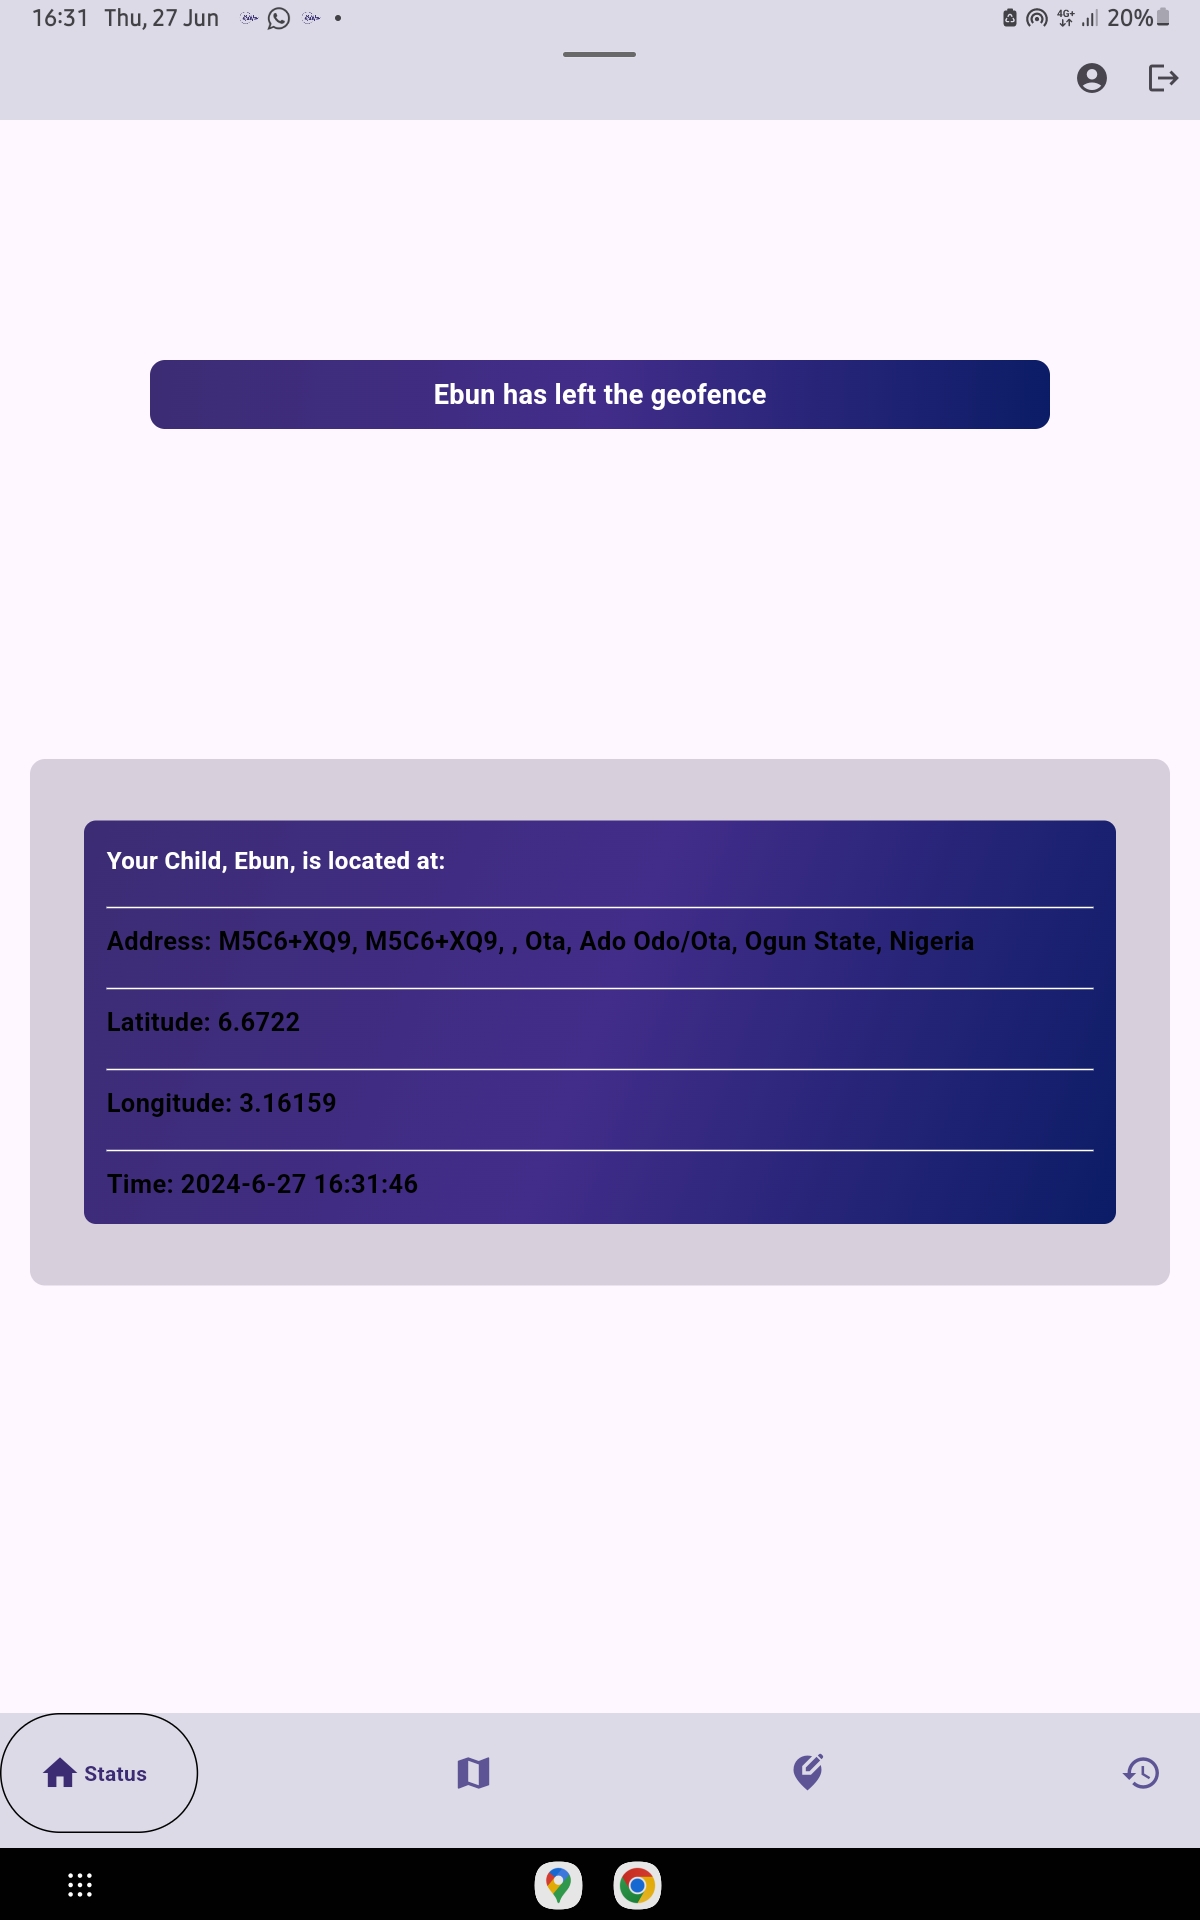 16:31 Thu, 27 Jun
4G+
20%
Ebun has left the geofence
Your Child, Ebun, is located at:
Address: M5C6+XQ9, M5C6+XQ9, , Ota, Ado Odo/Ota, Ogun State, Nigeria
Latitude: 6.6722
Longitude: 3.16159
Time: 2024-6-27 16:31:46
Status